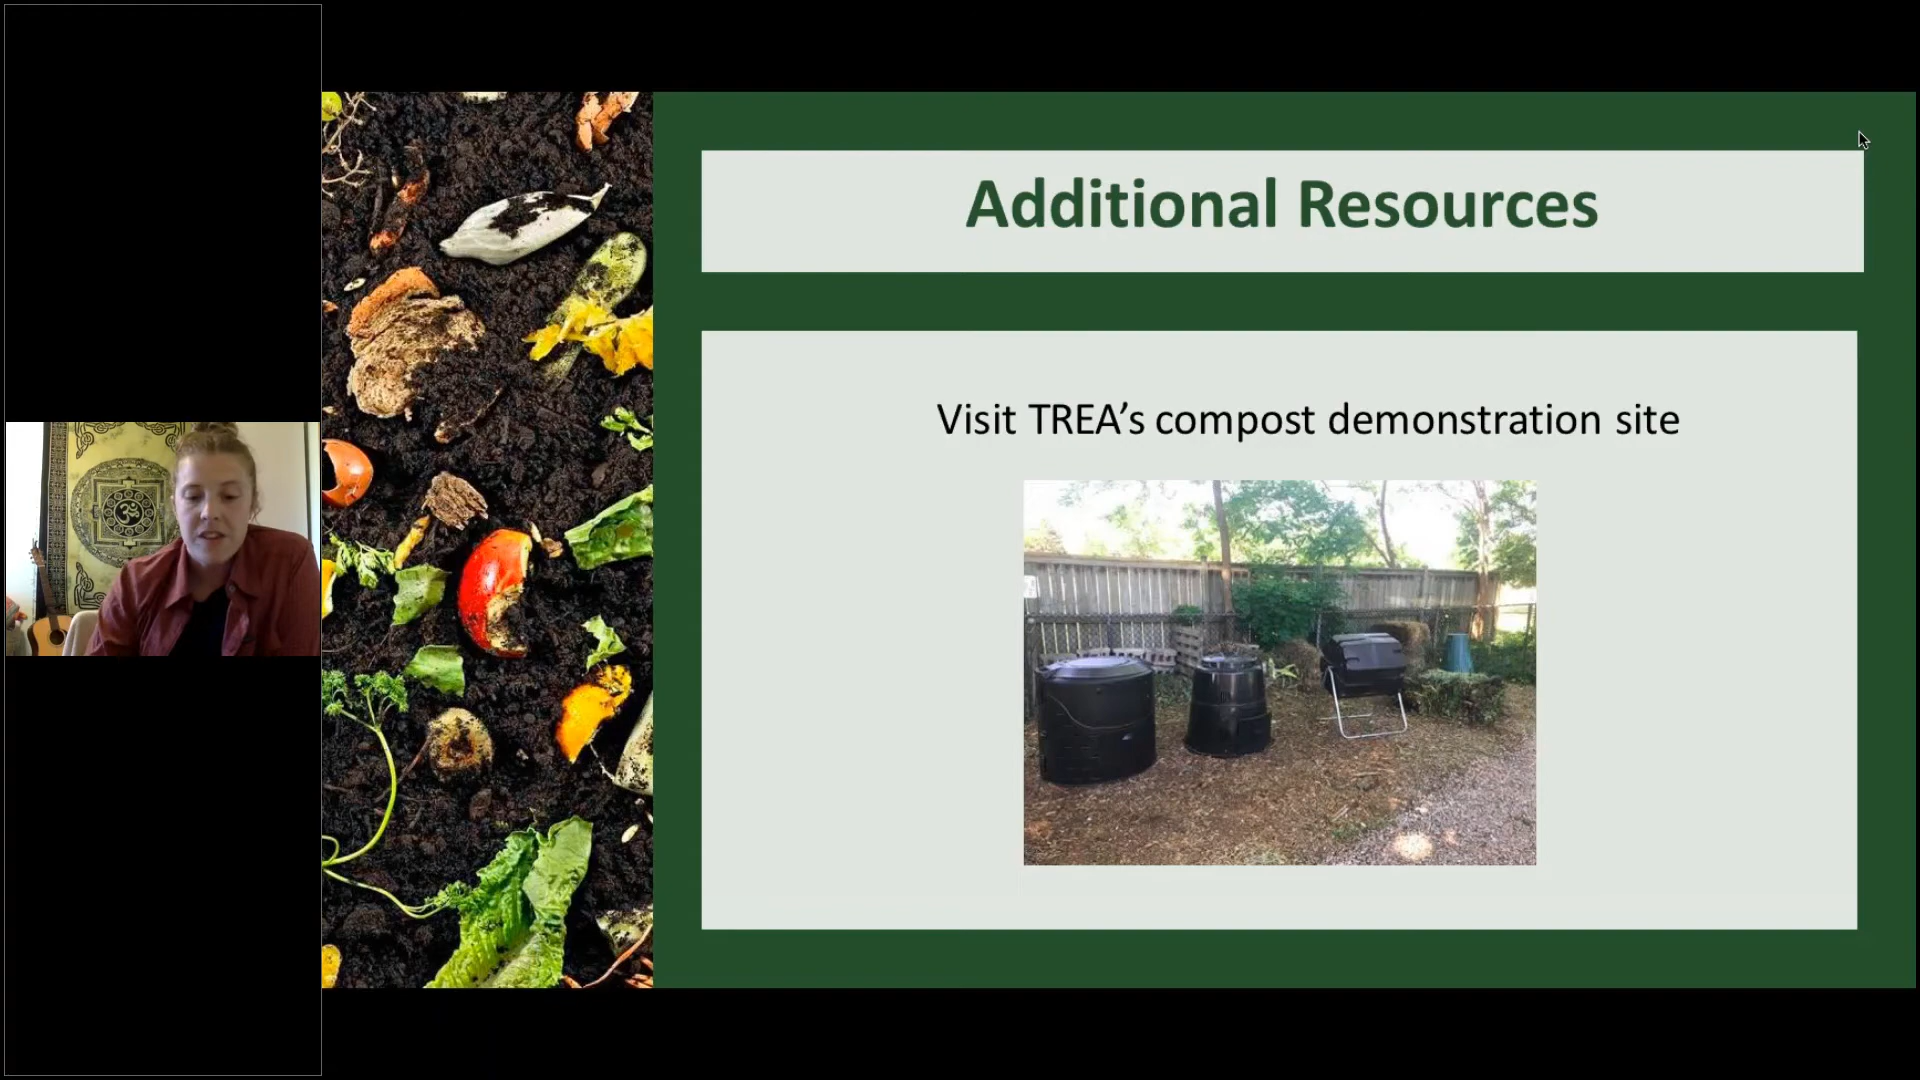 Additional Resources
Visit TREA’s compost demonstration site
ॐ